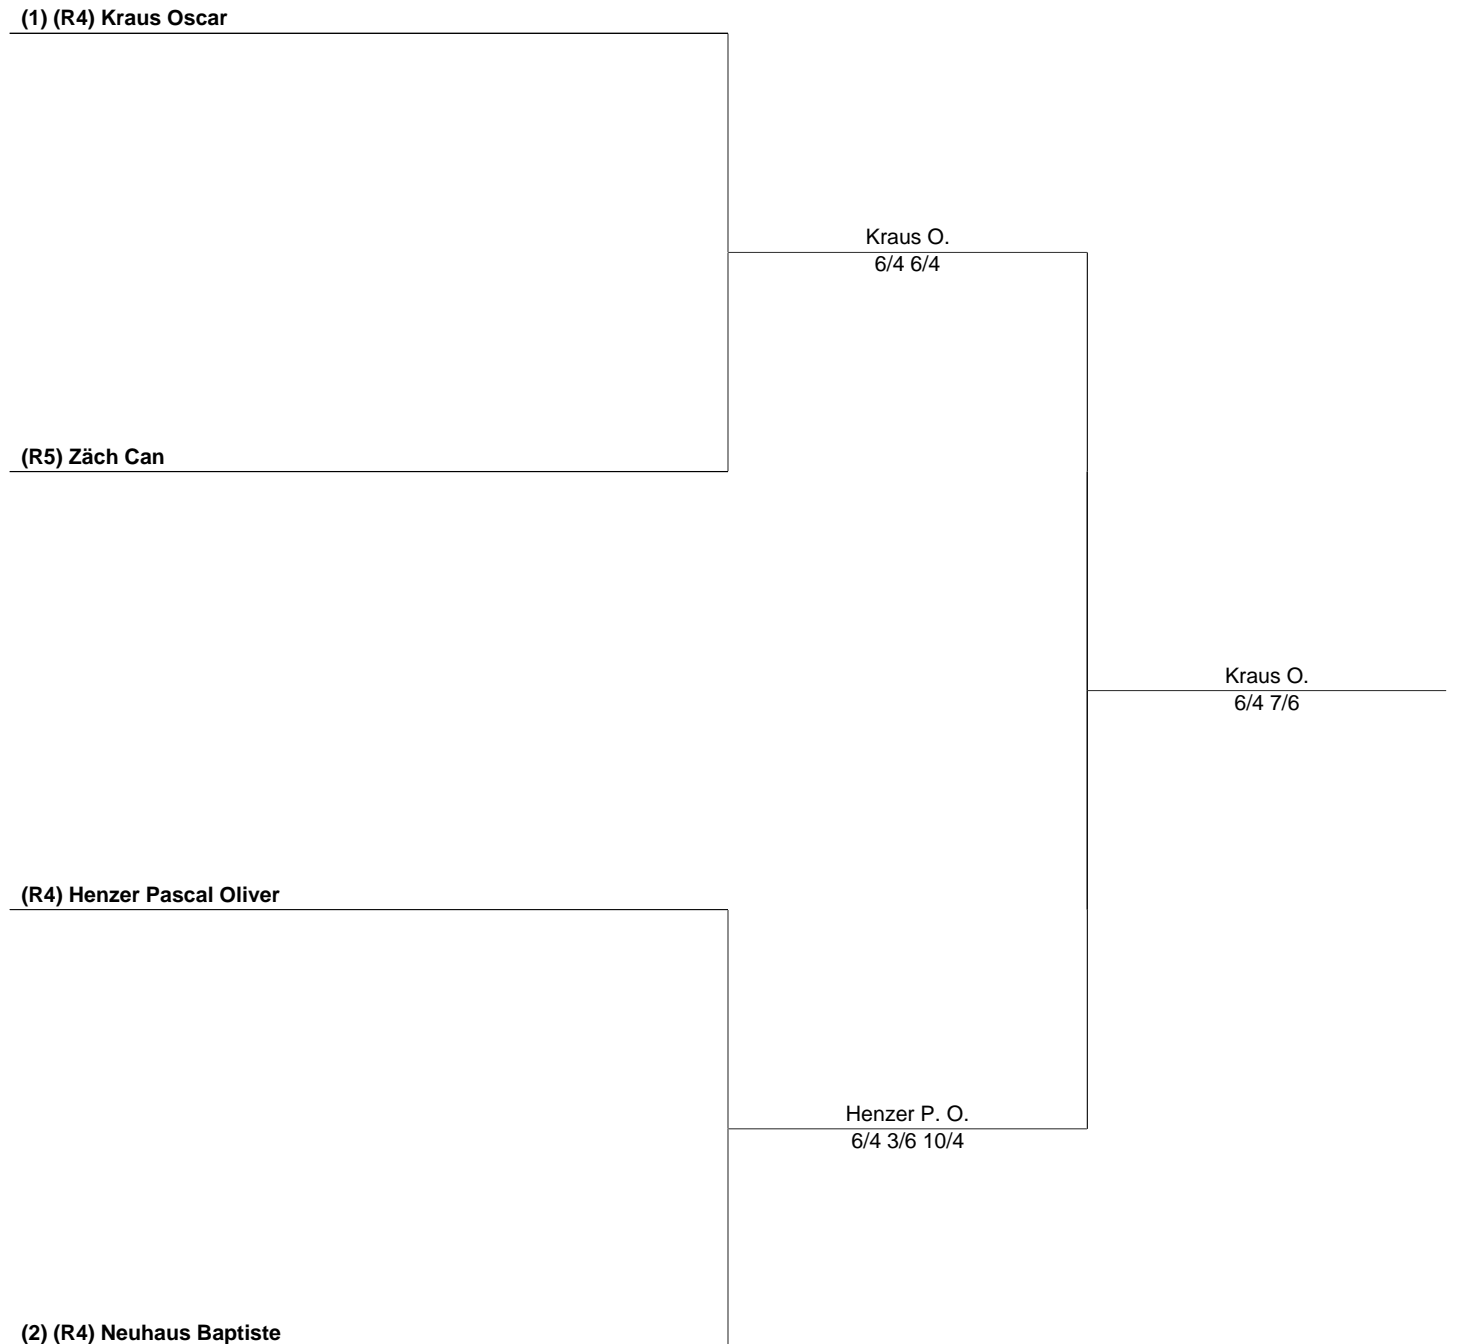 (1) (R4) Kraus Oscar
Kraus O.
6/4 6/4
(R5) Zäch Can
Kraus O.
6/4 7/6
(R4) Henzer Pascal Oliver
Henzer P. O.
6/4 3/6 10/4
(2) (R4) Neuhaus Baptiste